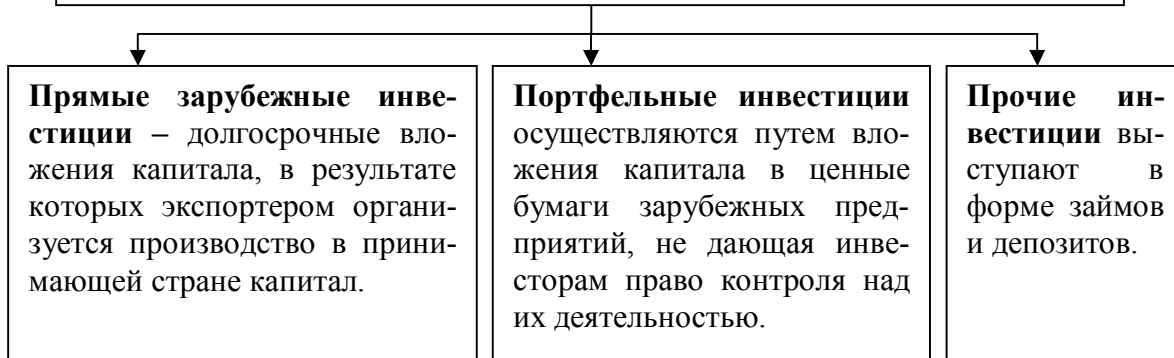 Прямые зарубежные инве-
стиции – долгосрочные вло-
жения капитала, в результате
которых экспортером органи-
зуется производство в прини-
мающей стране капитал.
Портфельные инвестиции
осуществляются путем вло-
жения капитала в ценные
бумаги зарубежных пред-
приятий, не дающая инве-
сторам право контроля над
их деятельностью.
Прочие ин-
вестиции вы-
ступают в
форме займов
и депозитов.